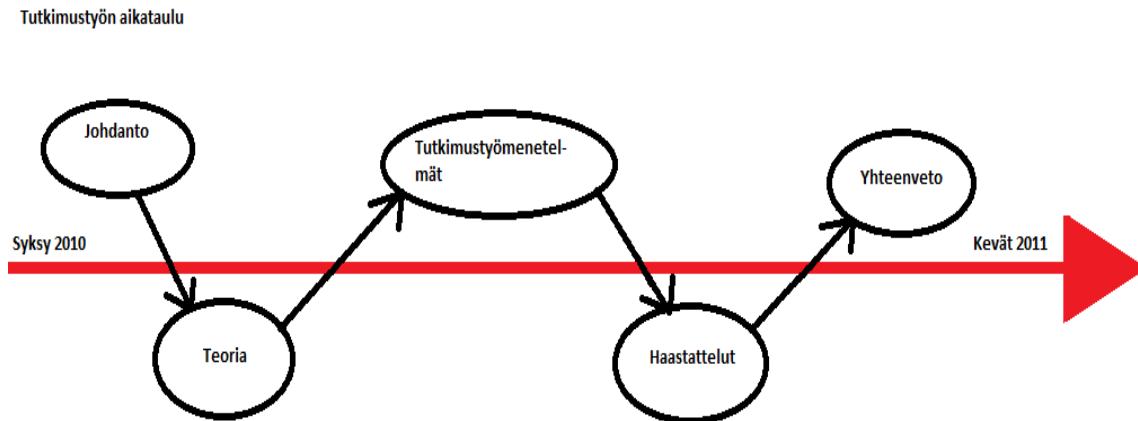 Tutkimustyön aikataulu
Johdanto
Tutkimustyömenetel-
mät
Yhteenveto
Syksy 2010
Kevät 2011
Teoria
Haastattelut